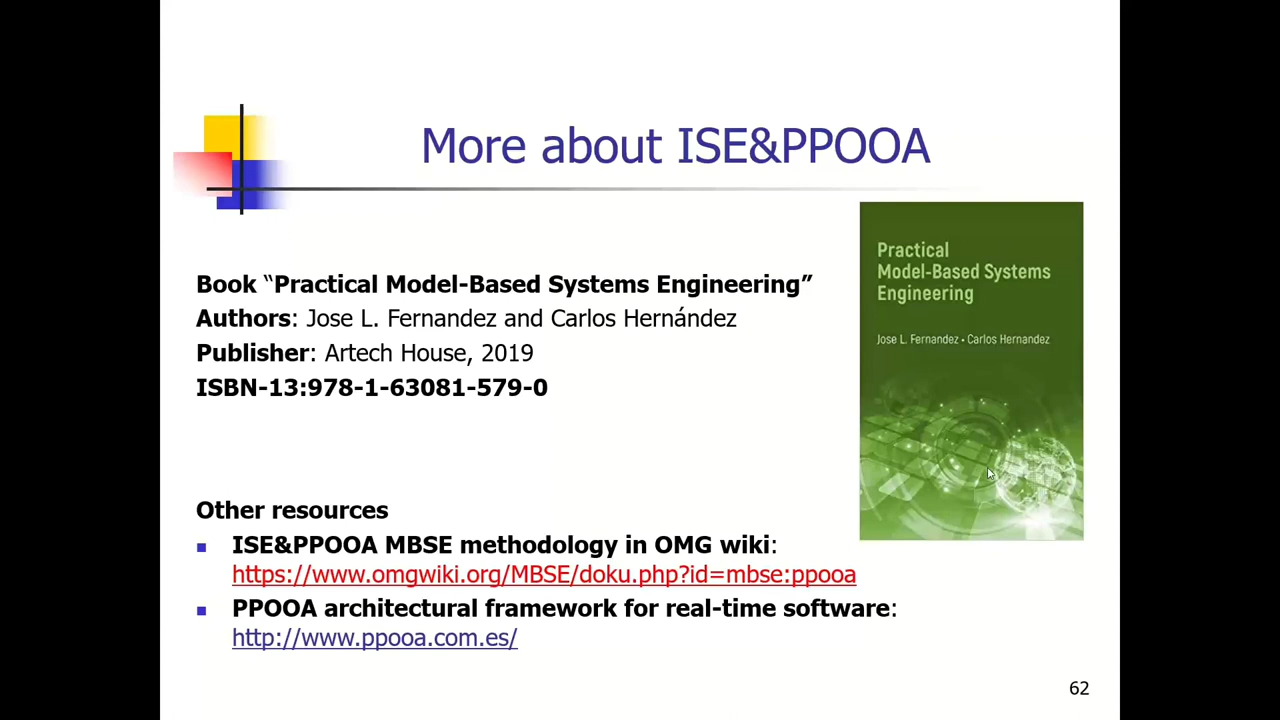 More about ISE&PPOOA
Book “Practical Model-Based Systems Engineering”
Authors: Jose L. Fernandez and Carlos Hernández
Publisher: Artech House, 2019
ISBN-13:978-1-63081-579-0
Practical
Model-Based Systems
Engineering
Jose L. Fernandez • Carlos Hernandez
Other resources
ISE&PPOOA MBSE methodology in OMG wiki:
https://www.omgwiki.org/MBSE/doku.php?id=mbse:ppooa
PPOOA architectural framework for real-time software:
http://www.ppooa.com.es/
62